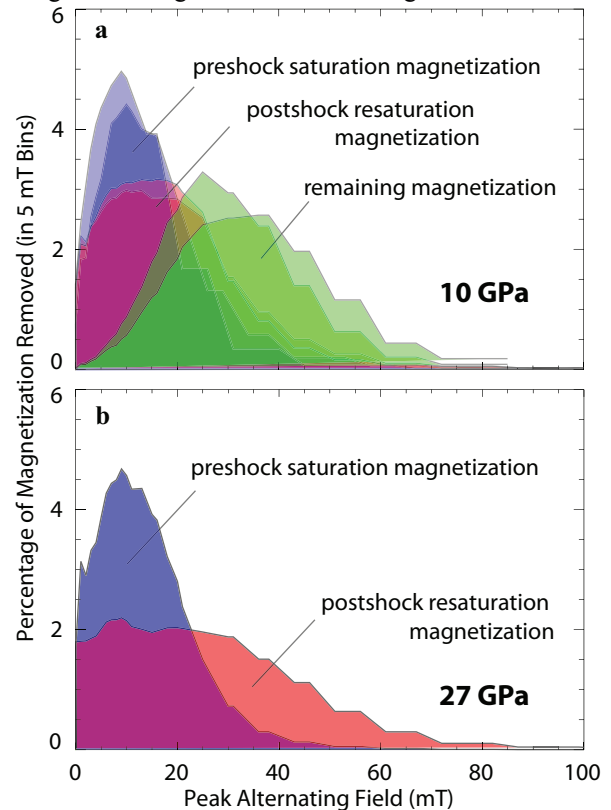 6
a
preshock saturation magnetization
postshock resaturation
magnetization
4
remaining magnetization
2
10 GPa
0
6
b
preshock saturation magnetization
4
postshock resaturation
magnetization
2
27 GPa
0
0 20 40 60 80 100
Peak Alternating Field (mT)
Percentage of Magnetization Removed (in 5 mT Bins)